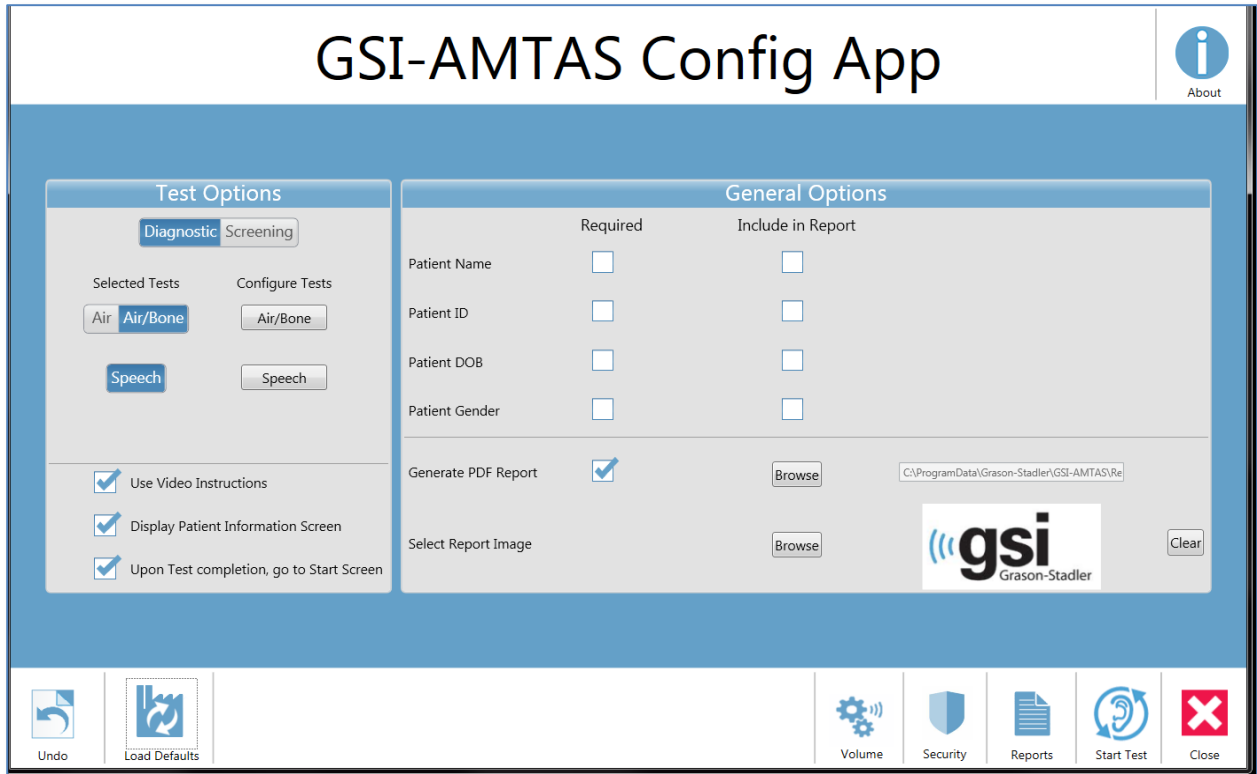 GSI-AMTAS Config App
About
Test Options
Diagnostic Screening
Selected Tests Configure Tests
Air Air/Bone Air/Bone
Speech Speech
Use Video Instructions
Display Patient Information Screen
Upon Test completion, go to Start Screen
General Options
Required Include in Report
Patient Name
Patient ID
Patient DOB
Patient Gender
Generate PDF Report Browse C:\ProgramData\Grason-Stadler\GSI-AMTAS\Re
Select Report Image Browse gsi Clear
Grason-Stadler
Undo Load Defaults Volume Security Reports Start Test Close